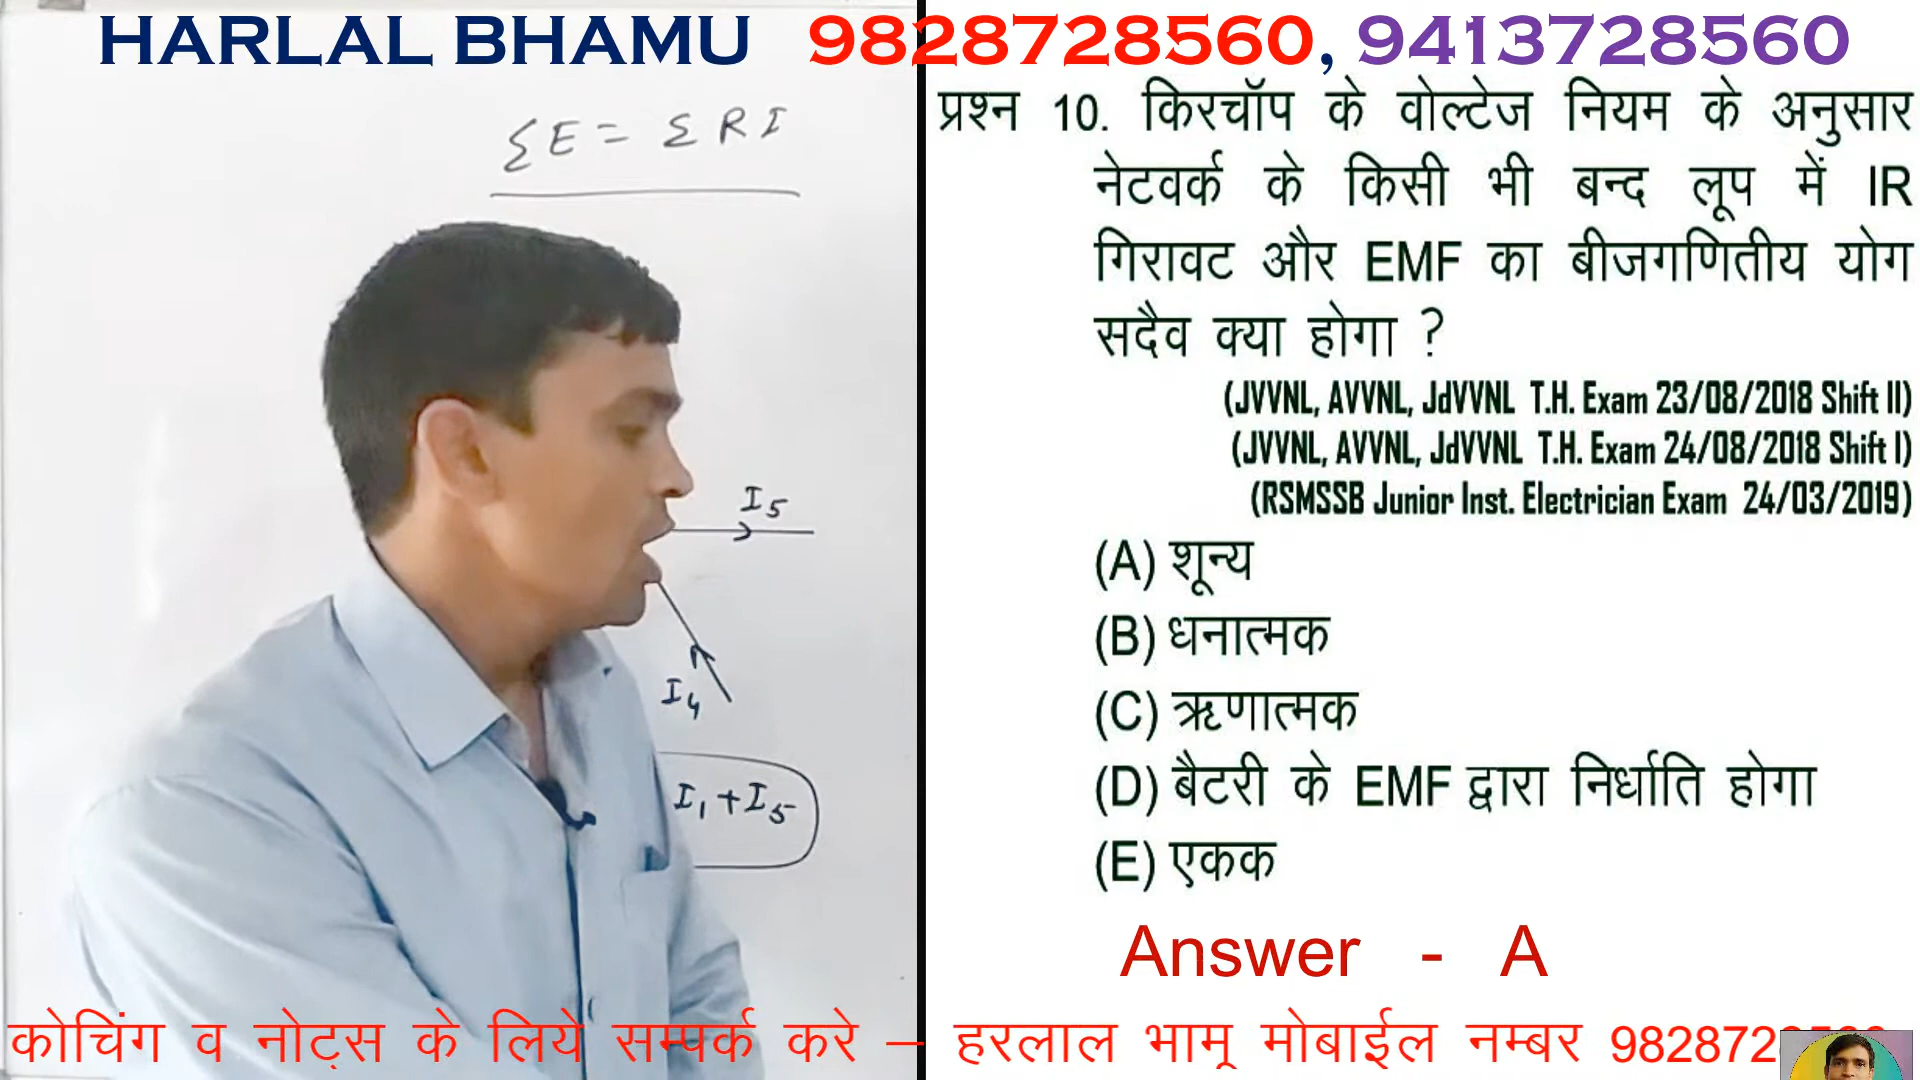 HARLAL BHAMU 9828728560, 9413728560
ΣE = ΣRI
I5
I4
I1 + I5
प्रश्न 10. किरचॉप के वोल्टेज नियम के अनुसार
नेटवर्क के किसी भी बन्द लूप में IR
गिरावट और EMF का बीजगणितीय योग
सदैव क्या होगा ?
(JVVNL, AVVNL, JdVVNL T.H. Exam 23/08/2018 Shift II)
(JVVNL, AVVNL, JdVVNL T.H. Exam 24/08/2018 Shift I)
(RSMSSB Junior Inst. Electrician Exam 24/03/2019)
(A) शून्य
(B) धनात्मक
(C) ऋणात्मक
(D) बैटरी के EMF द्वारा निर्धाति होगा
(E) एकक
Answer - A
कोचिंग व नोट्स के लिये सम्पर्क करे – हरलाल भामू मोबाईल नम्बर